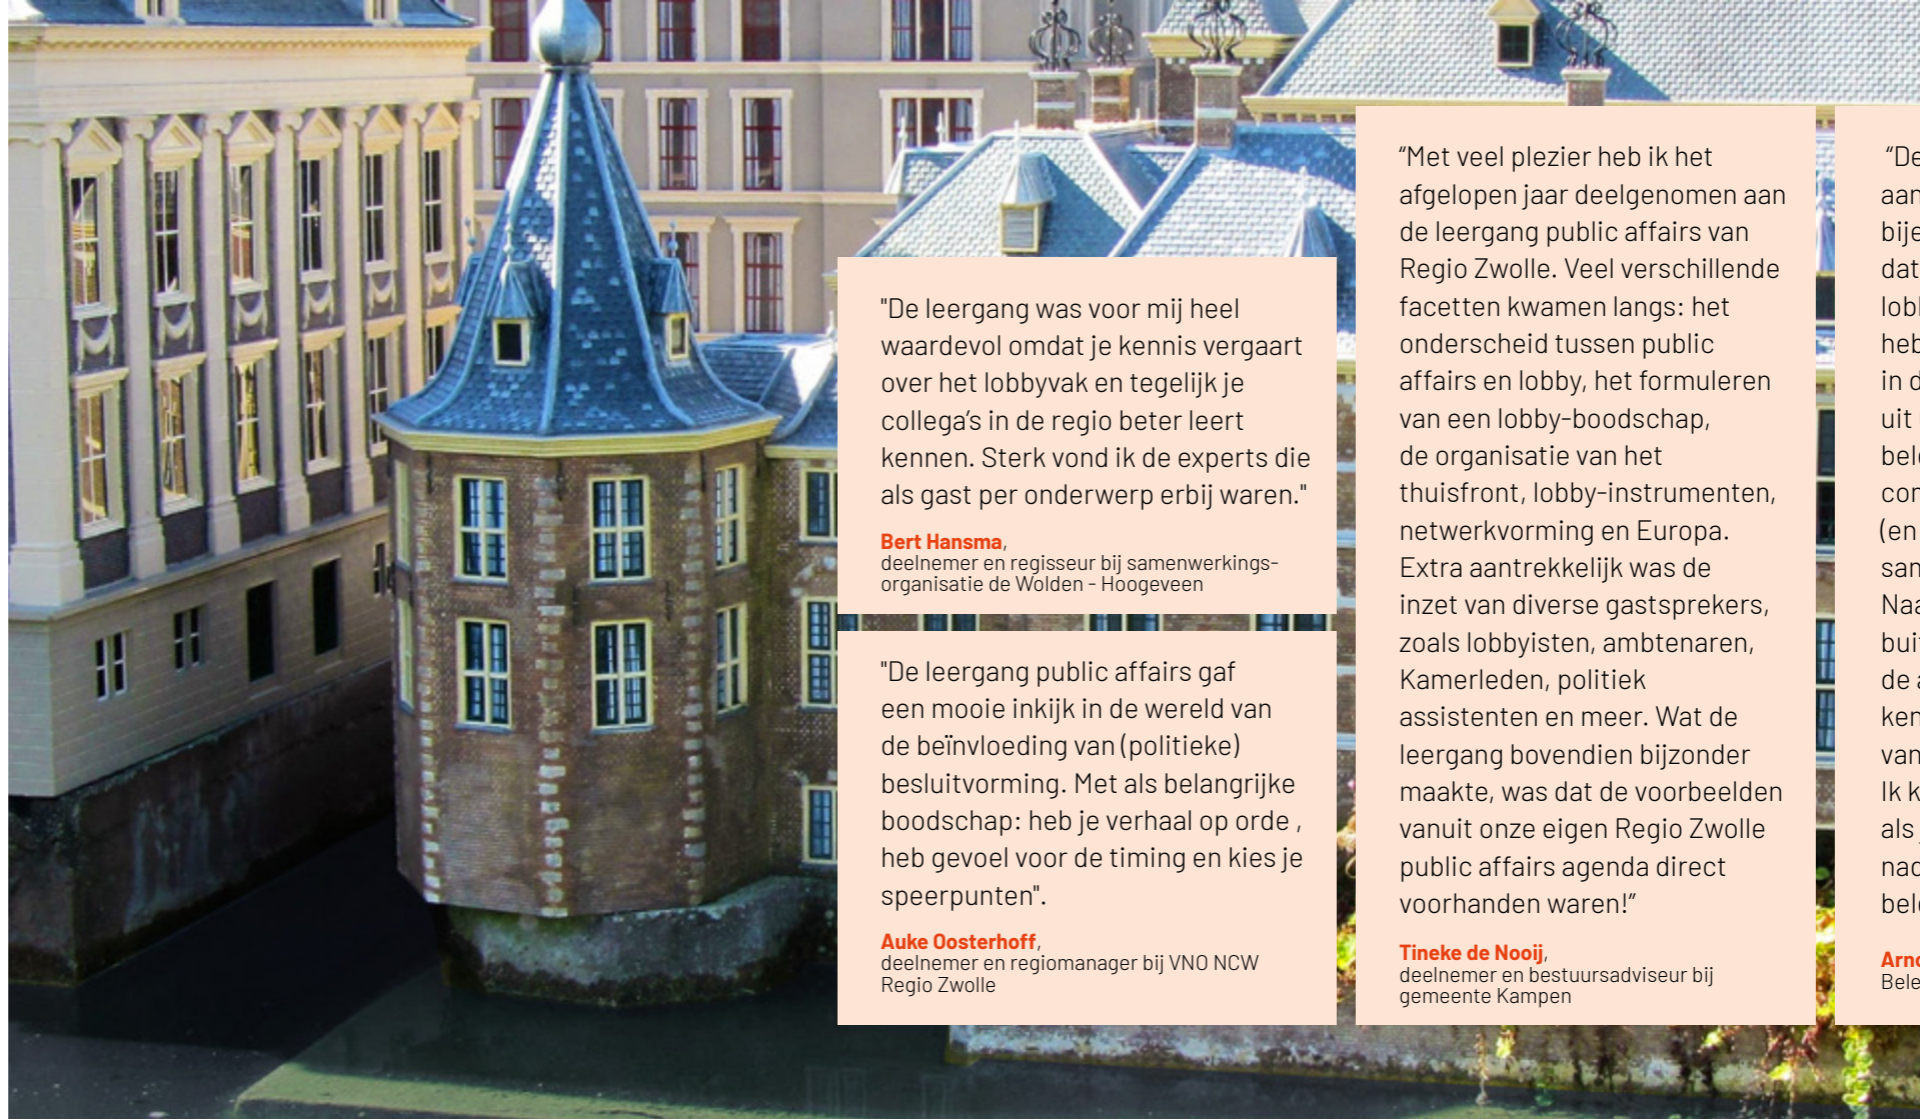 "De leergang was voor mij heel
waardevol omdat je kennis vergaart
over het lobbyvak en tegelijk je
collega's in de regio beter leert
kennen. Sterk vond ik de experts die
als gast per onderwerp erbij waren."
Bert Hansma,
deelnemer en regisseur bij samenwerkings-
organisatie de Wolden - Hoogeveen
"De leergang public affairs gaf
een mooie inkijk in de wereld van
de beïnvloeding van (politieke)
besluitvorming. Met als belangrijke
boodschap: heb je verhaal op orde ,
heb gevoel voor de timing en kies je
speerpunten".
Auke Oosterhoff,
deelnemer en regiomanager bij VNO NCW
Regio Zwolle
“Met veel plezier heb ik het
afgelopen jaar deelgenomen aan
de leergang public affairs van
Regio Zwolle. Veel verschillende
facetten kwamen langs: het
onderscheid tussen public
affairs en lobby, het formuleren
van een lobby-boodschap,
de organisatie van het
thuisfront, lobby-instrumenten,
netwerkvorming en Europa.
Extra aantrekkelijk was de
inzet van diverse gastsprekers,
zoals lobbyisten, ambtenaren,
Kamerleden, politiek
assistenten en meer. Wat de
leergang bovendien bijzonder
maakte, was dat de voorbeelden
vanuit onze eigen Regio Zwolle
public affairs agenda direct
voorhanden waren!”
Tineke de Nooij,
deelnemer en bestuursadviseur bij
gemeente Kampen
“De
dat
uit
(en
de
van
Ik
als